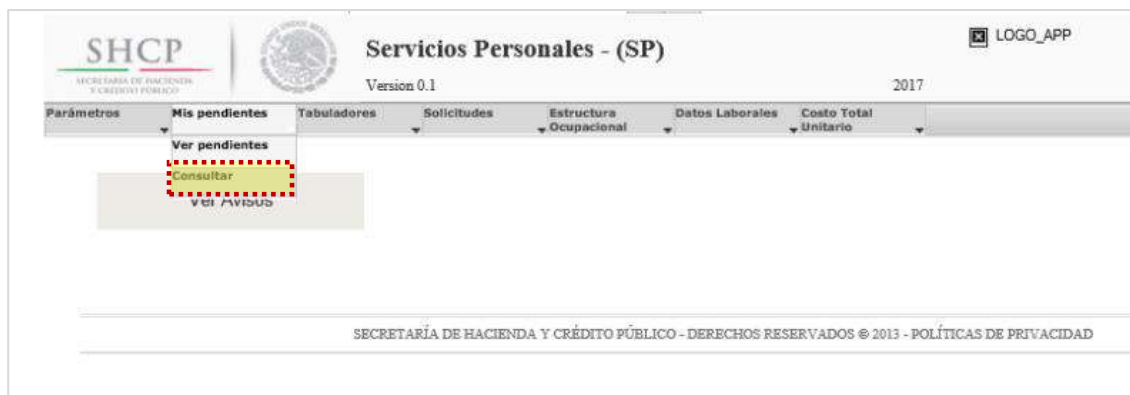 SHCP
SECRETARÍA DE HACIENDA
Y CRÉDITO PÚBLICO
Servicios Personales - (SP)
Version 0.1
2017
LOGO_APP
Parámetros
Mis pendientes
Tabuladores
Solicitudes
Estructura
Ocupacional
Datos Laborales
Costo Total
Unitario
Ver pendientes
Consultar
Ver Avisos
SECRETARÍA DE HACIENDA Y CRÉDITO PÚBLICO - DERECHOS RESERVADOS © 2013 - POLÍTICAS DE PRIVACIDAD